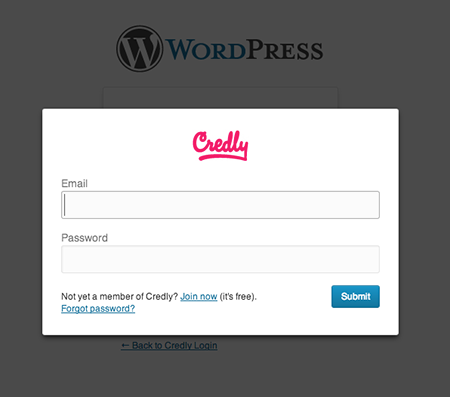 WORDPRESS
Credly
Email
Password
Not yet a member of Credly? Join now (it's free).
Forgot password?
Submit
← Back to Credly Login